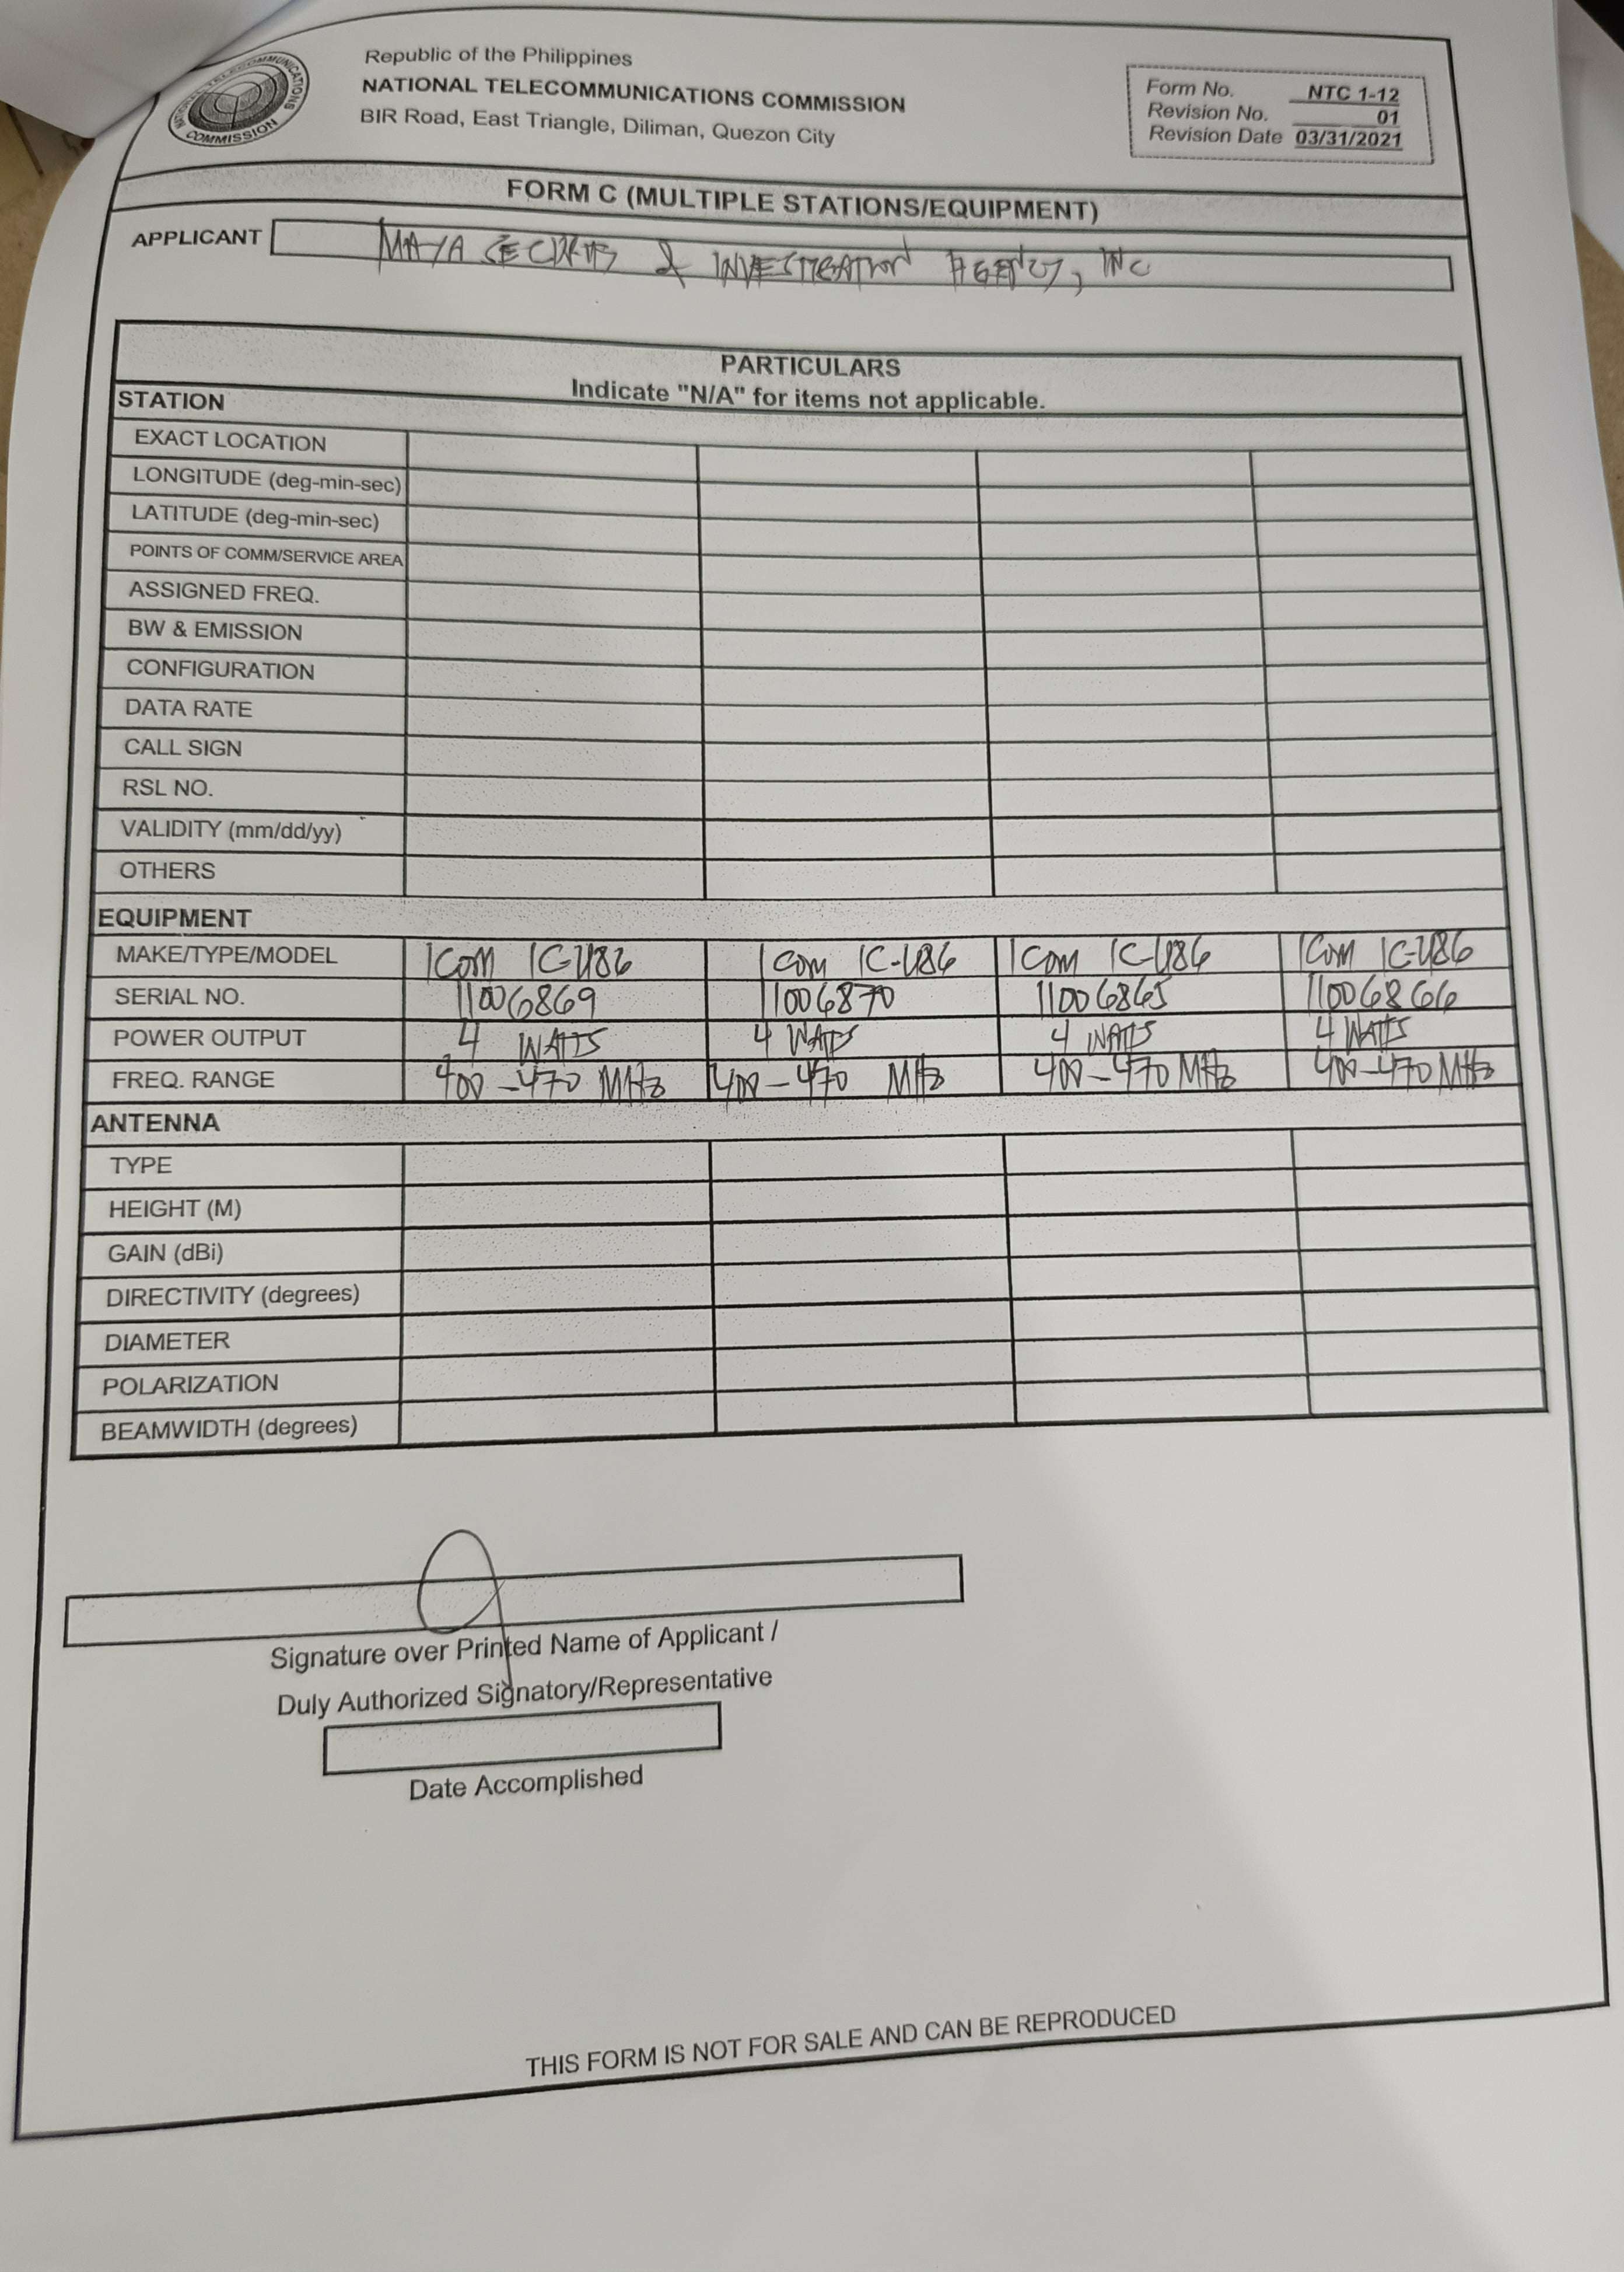 Republic of the Philippines
NATIONAL TELECOMMUNICATIONS COMMISSION
BIR Road, East Triangle, Diliman, Quezon City
NATIONAL TELECOMMUNICATIONS COMMISSION
Form No. NTC 1-12
Revision No. 01
Revision Date 03/31/2021
FORM C (MULTIPLE STATIONS/EQUIPMENT)
APPLICANT & INVESTIGATION AGENCY, INC
PARTICULARS
Indicate "N/A" for items not applicable.
STATION
EXACT LOCATION
LONGITUDE (deg-min-sec)
LATITUDE (deg-min-sec)
POINTS OF COMM/SERVICE AREA
ASSIGNED FREQ.
BW & EMISSION
CONFIGURATION
DATA RATE
CALL SIGN
RSL NO.
VALIDITY (mm/dd/yy)
OTHERS
EQUIPMENT
MAKE/TYPE/MODEL ICOM IC-U86 ICOM IC-U86 ICOM IC-U86 ICOM IC-U86
SERIAL NO. 11006869 11006870 11006865 11006866
POWER OUTPUT 4 WATTS 4 WATTS 4 WATTS 4 WATTS
FREQ. RANGE 400-470 MHz 400-470 MHz 400-470 MHz 400-470 MHz
ANTENNA
TYPE
HEIGHT (M)
GAIN (dBi)
DIRECTIVITY (degrees)
DIAMETER
POLARIZATION
BEAMWIDTH (degrees)
Signature over Printed Name of Applicant /
Duly Authorized Signatory/Representative
Date Accomplished
THIS FORM IS NOT FOR SALE AND CAN BE REPRODUCED